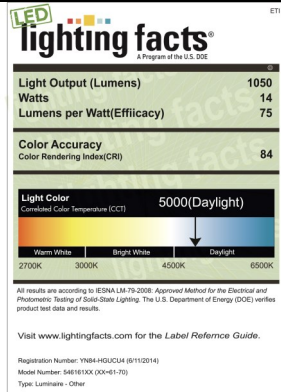 ETI
LED
lighting facts®
A Program of the U.S. DOE
Light Output (Lumens) 1050
Watts 14
Lumens per Watt(Effiicacy) 75
Color Accuracy
Color Rendering Index(CRI) 84
Light Color
Correlated Color Temperature (CCT) 5000(Daylight)
Warm White Bright White Daylight
2700K 3000K 4500K 6500K
All results are according to IESNA LM-79-2008: Approved Method for the Electrical and
Photometric Testing of Solid-State Lighting. The U.S. Department of Energy (DOE) verifies
product test data and results.
Visit www.lightingfacts.com for the Label Refernce Guide.
Registration Number: YN84-HGUCU4 (6/11/2014)
Model Number: 546161XX (XX=61-70)
Type: Luminaire - Other